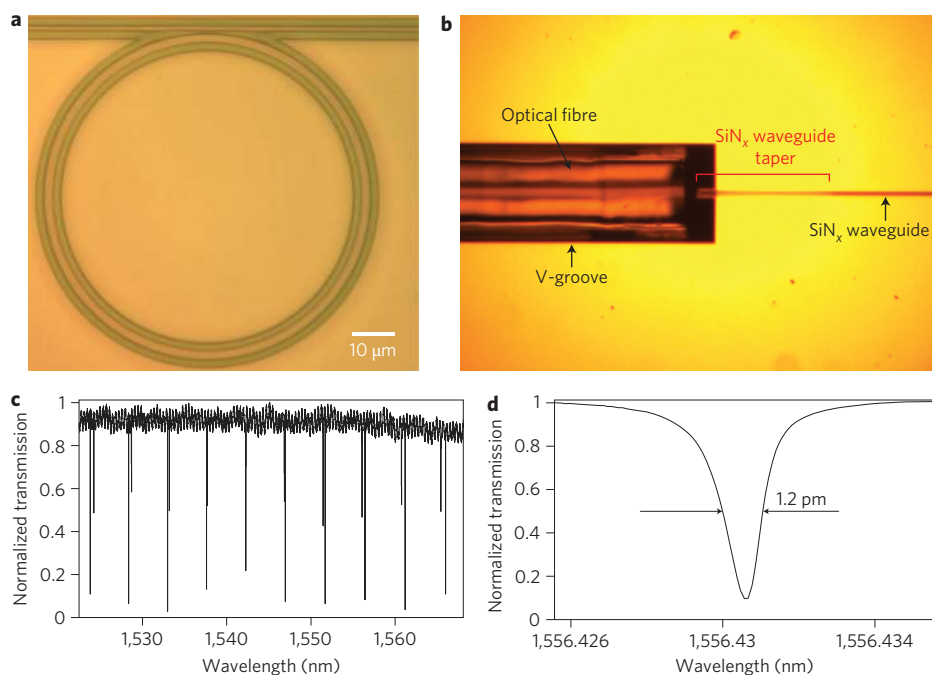 a
10 μm
b
Optical fibre
SiNₓ waveguide
taper
SiNₓ waveguide
V-groove
c
Normalized transmission
1
0.8
0.6
0.4
0.2
0
1,530
1,540
1,550
1,560
Wavelength (nm)
d
Normalized transmission
1
0.8
0.6
0.4
0.2
0
1.2 pm
1,556.426
1,556.43
1,556.434
Wavelength (nm)